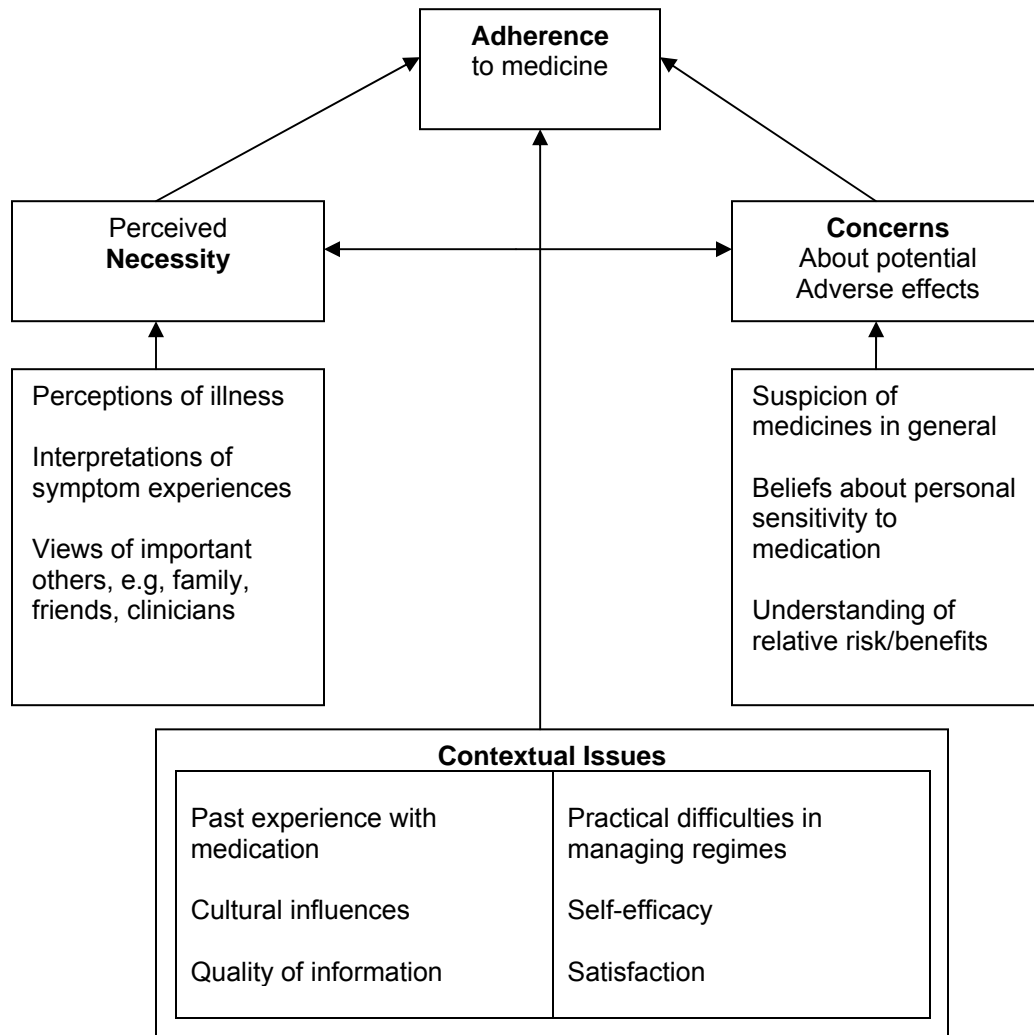 Adherence
to medicine
Perceived
Necessity
Concerns
About potential
Adverse effects
Perceptions of illness
Interpretations of
symptom experiences
Views of important
others, e.g, family,
friends, clinicians
Suspicion of
medicines in general
Beliefs about personal
sensitivity to
medication
Understanding of
relative risk/benefits
Contextual Issues
Past experience with
medication
Cultural influences
Quality of information
Practical difficulties in
managing regimes
Self-efficacy
Satisfaction